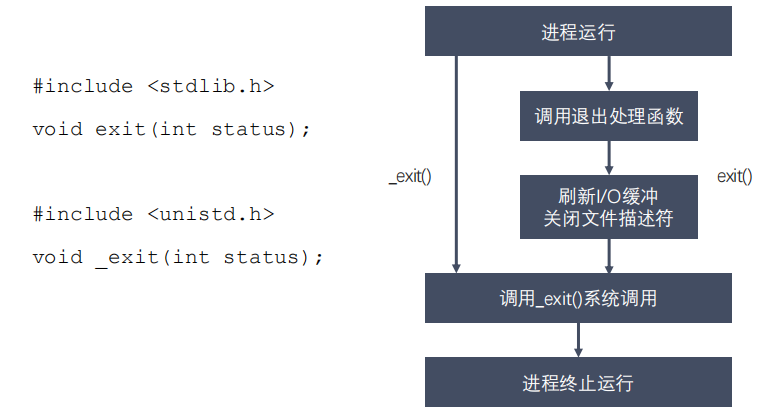 #include <stdlib.h>
void exit(int status);
#include <unistd.h>
void _exit(int status);
进程运行
调用退出处理函数
_exit()
exit()
刷新I/O缓冲
关闭文件描述符
调用_exit()系统调用
进程终止运行